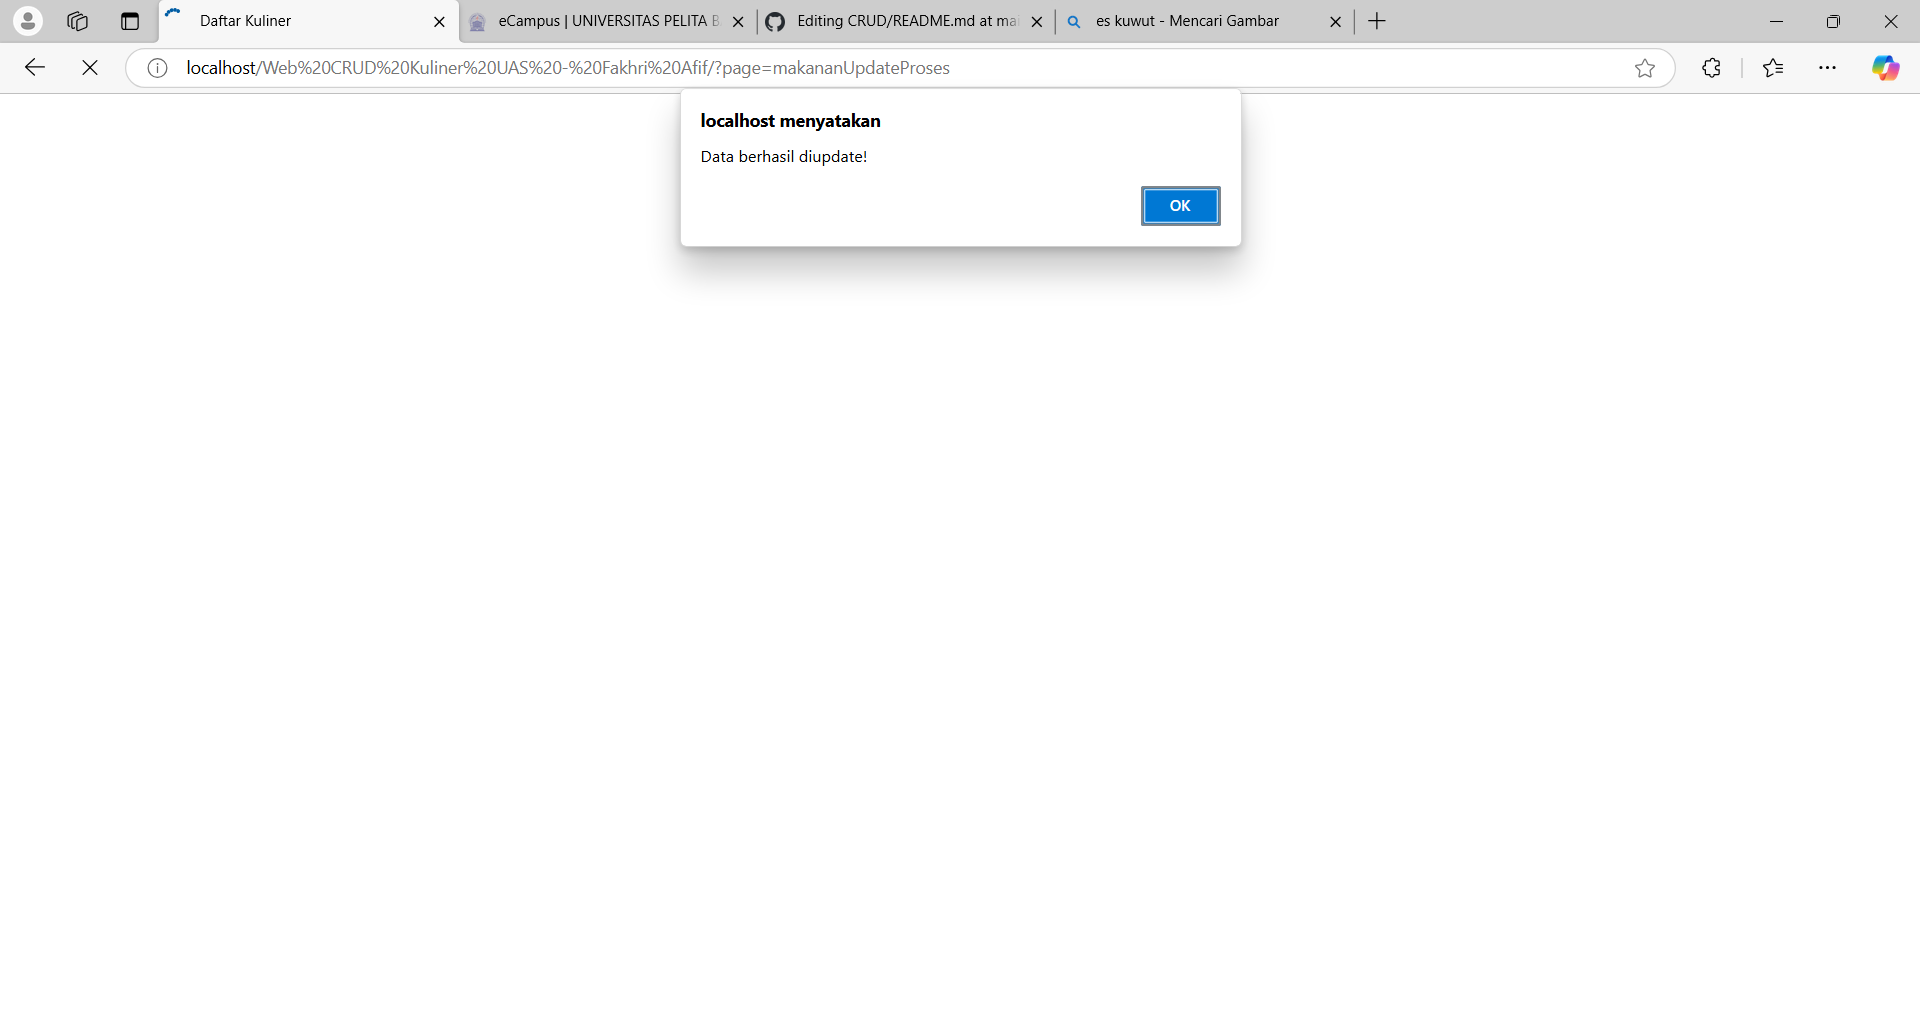 Daftar Kuliner
eCampus | UNIVERSITAS PELITA B
Editing CRUD/README.md at mai
es kuwut - Mencari Gambar
localhost/Web%20CRUD%20Kuliner%20UAS%20-%20Fakhri%20Afif/?page=makananUpdateProses
localhost menyatakan
Data berhasil diupdate!
OK